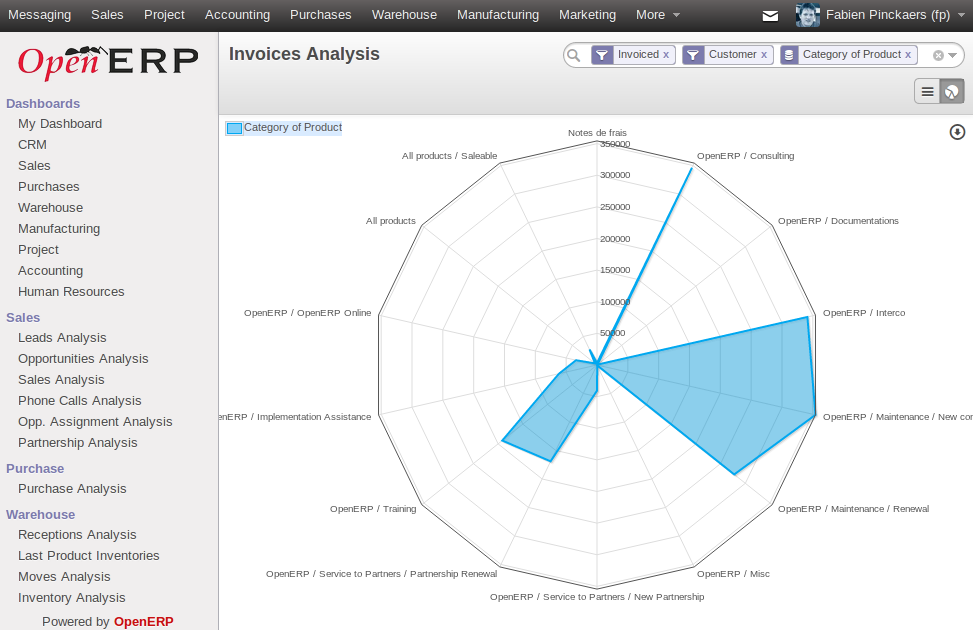 Messaging Sales Project Accounting Purchases Warehouse Manufacturing Marketing More Fabien Pinckaers (fp)
OpenERP
Invoices Analysis
Invoiced x Customer x Category of Product x
Dashboards
My Dashboard
CRM
Sales
Purchases
Warehouse
Manufacturing
Project
Accounting
Human Resources
Sales
Leads Analysis
Opportunities Analysis
Sales Analysis
Phone Calls Analysis
Opp. Assignment Analysis
Partnership Analysis
Purchase
Purchase Analysis
Warehouse
Receptions Analysis
Last Product Inventories
Moves Analysis
Inventory Analysis
Powered by OpenERP
Category of Product
Notes de frais
350000
All products / Saleable
OpenERP / Consulting
300000
250000
All products
OpenERP / Documentations
200000
150000
100000
OpenERP / OpenERP Online
OpenERP / Interco
50000
enERP / Implementation Assistance
OpenERP / Maintenance / New con
OpenERP / Training
OpenERP / Maintenance / Renewal
OpenERP / Service to Partners / Partnership Renewal
OpenERP / Misc
OpenERP / Service to Partners / New Partnership